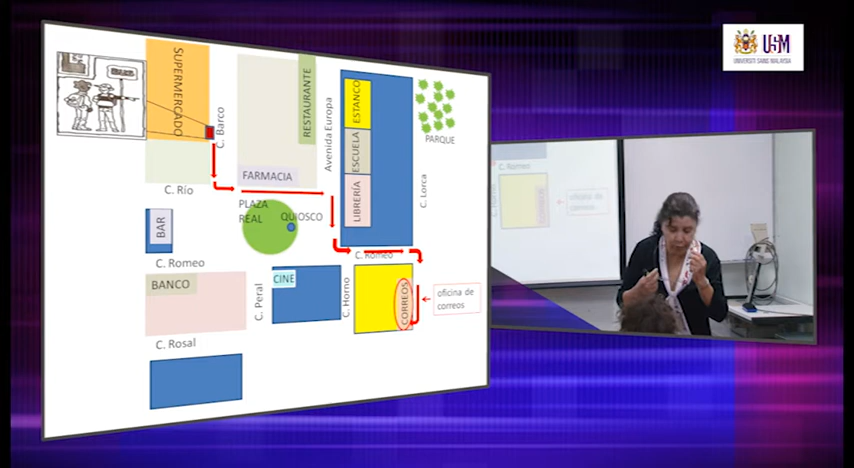 SUPERMERCADO
C. Barco
RESTAURANTE
Avenida Europa
ESTANCO
ESCUELA
LIBRERÍA
PARQUE
C. Lorca
FARMACIA
C. Río
PLAZA
REAL
QUIOSCO
BAR
C. Romeo
C. Romeo
BANCO
C. Peral
CINE
C. Horno
CORREOS
oficina de
correos
C. Rosal
USM
UNIVERSITI SAINS MALAYSIA
C. Romeo
C. Horno
oficina de
correos